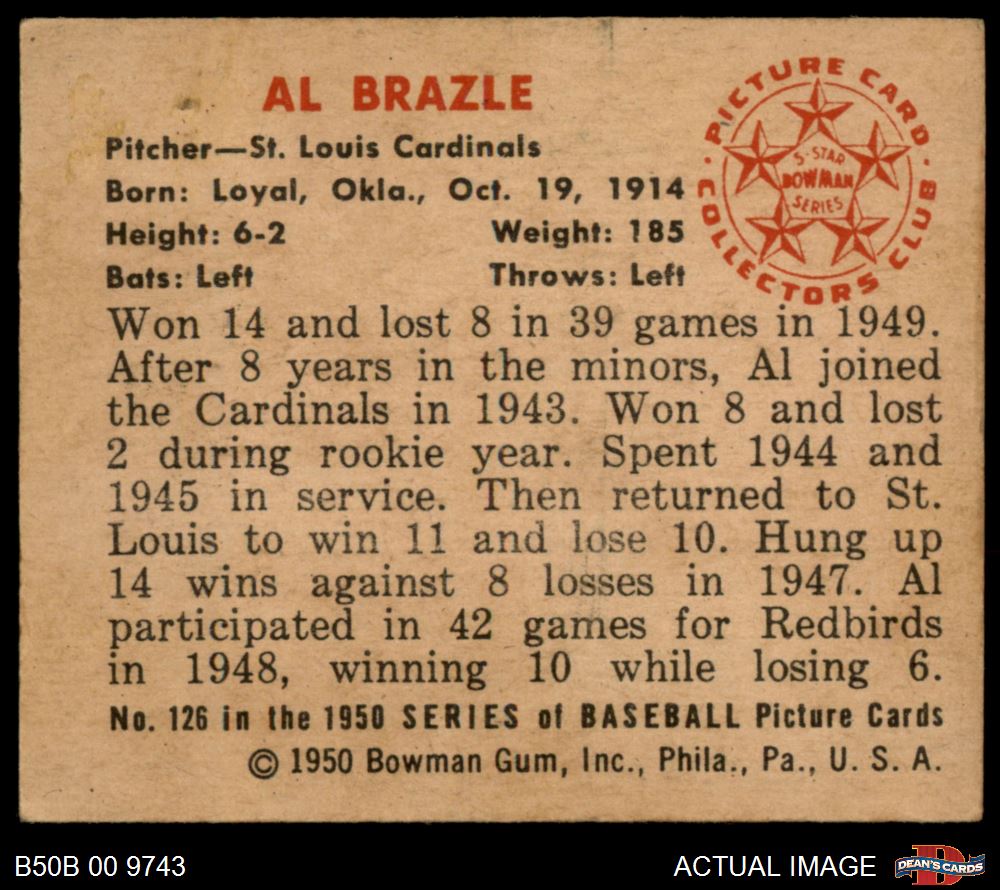 AL BRAZLE
Pitcher—St. Louis Cardinals
Born: Loyal, Okla., Oct. 19, 1914
Height: 6-2 Weight: 185
Bats: Left Throws: Left
PICTURE CARD
COLLECTORS CLUB
5-STAR
BOWMAN
SERIES
Won 14 and lost 8 in 39 games in 1949.
After 8 years in the minors, Al joined
the Cardinals in 1943. Won 8 and lost
2 during rookie year. Spent 1944 and
1945 in service. Then returned to St.
Louis to win 11 and lose 10. Hung up
14 wins against 8 losses in 1947. Al
participated in 42 games for Redbirds
in 1948, winning 10 while losing 6.
No. 126 in the 1950 SERIES of BASEBALL Picture Cards
© 1950 Bowman Gum, Inc., Phila., Pa., U. S. A.
B50B 00 9743
ACTUAL IMAGE
DEAN'S CARDS